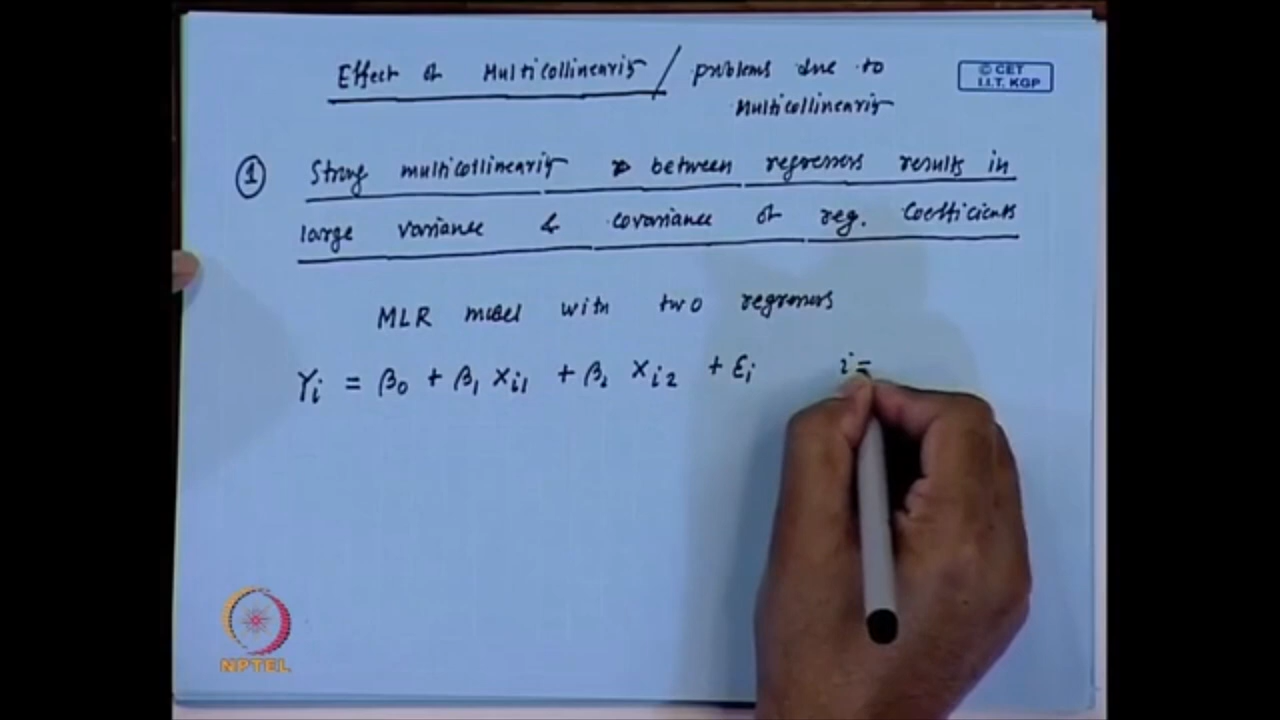 Effect of Multicollinearity / problems due to
Multicollinearity
© CET
I.I.T. KGP
① Strong multicollinearity between regressors results in
large variance & covariance of reg. coefficients
MLR model with two regressors
Yi = β0 + β1 Xi1 + β2 Xi2 + εi i=
NPTEL